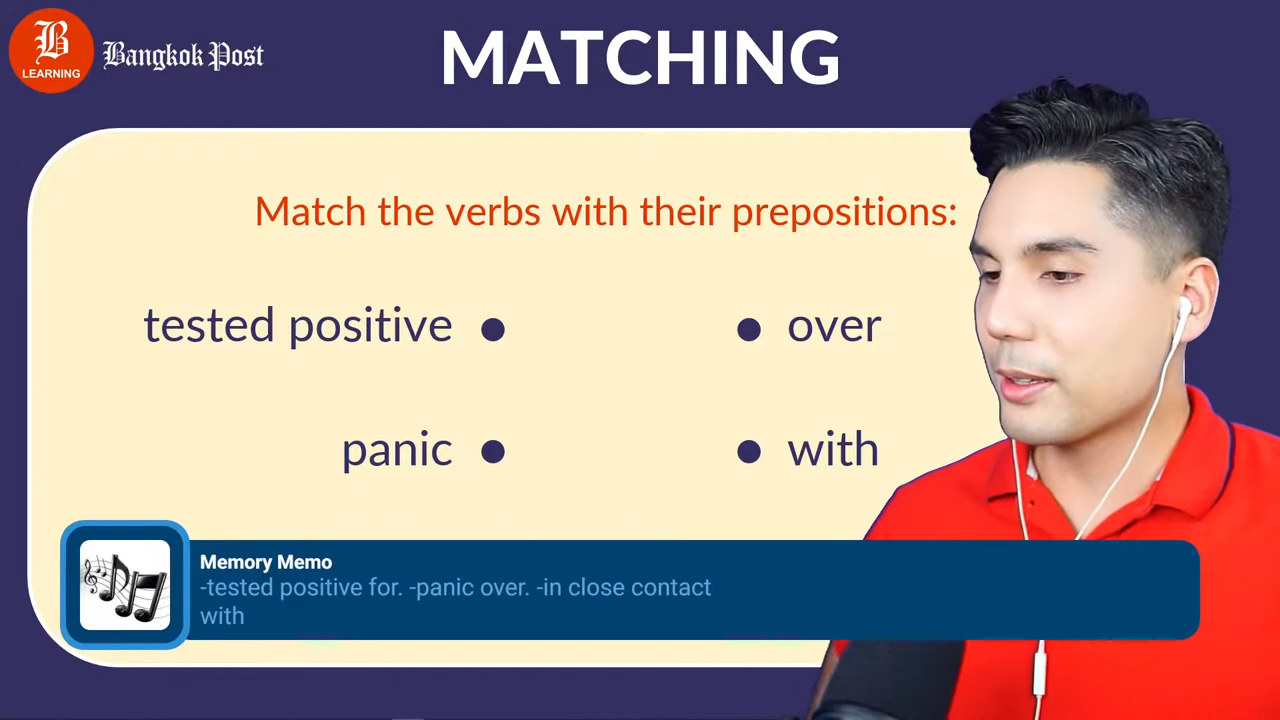 B
LEARNING
Bangkok Post
MATCHING
Match the verbs with their prepositions:
tested positive ● ● over
panic ● ● with
Memory Memo
-tested positive for. -panic over. -in close contact
with